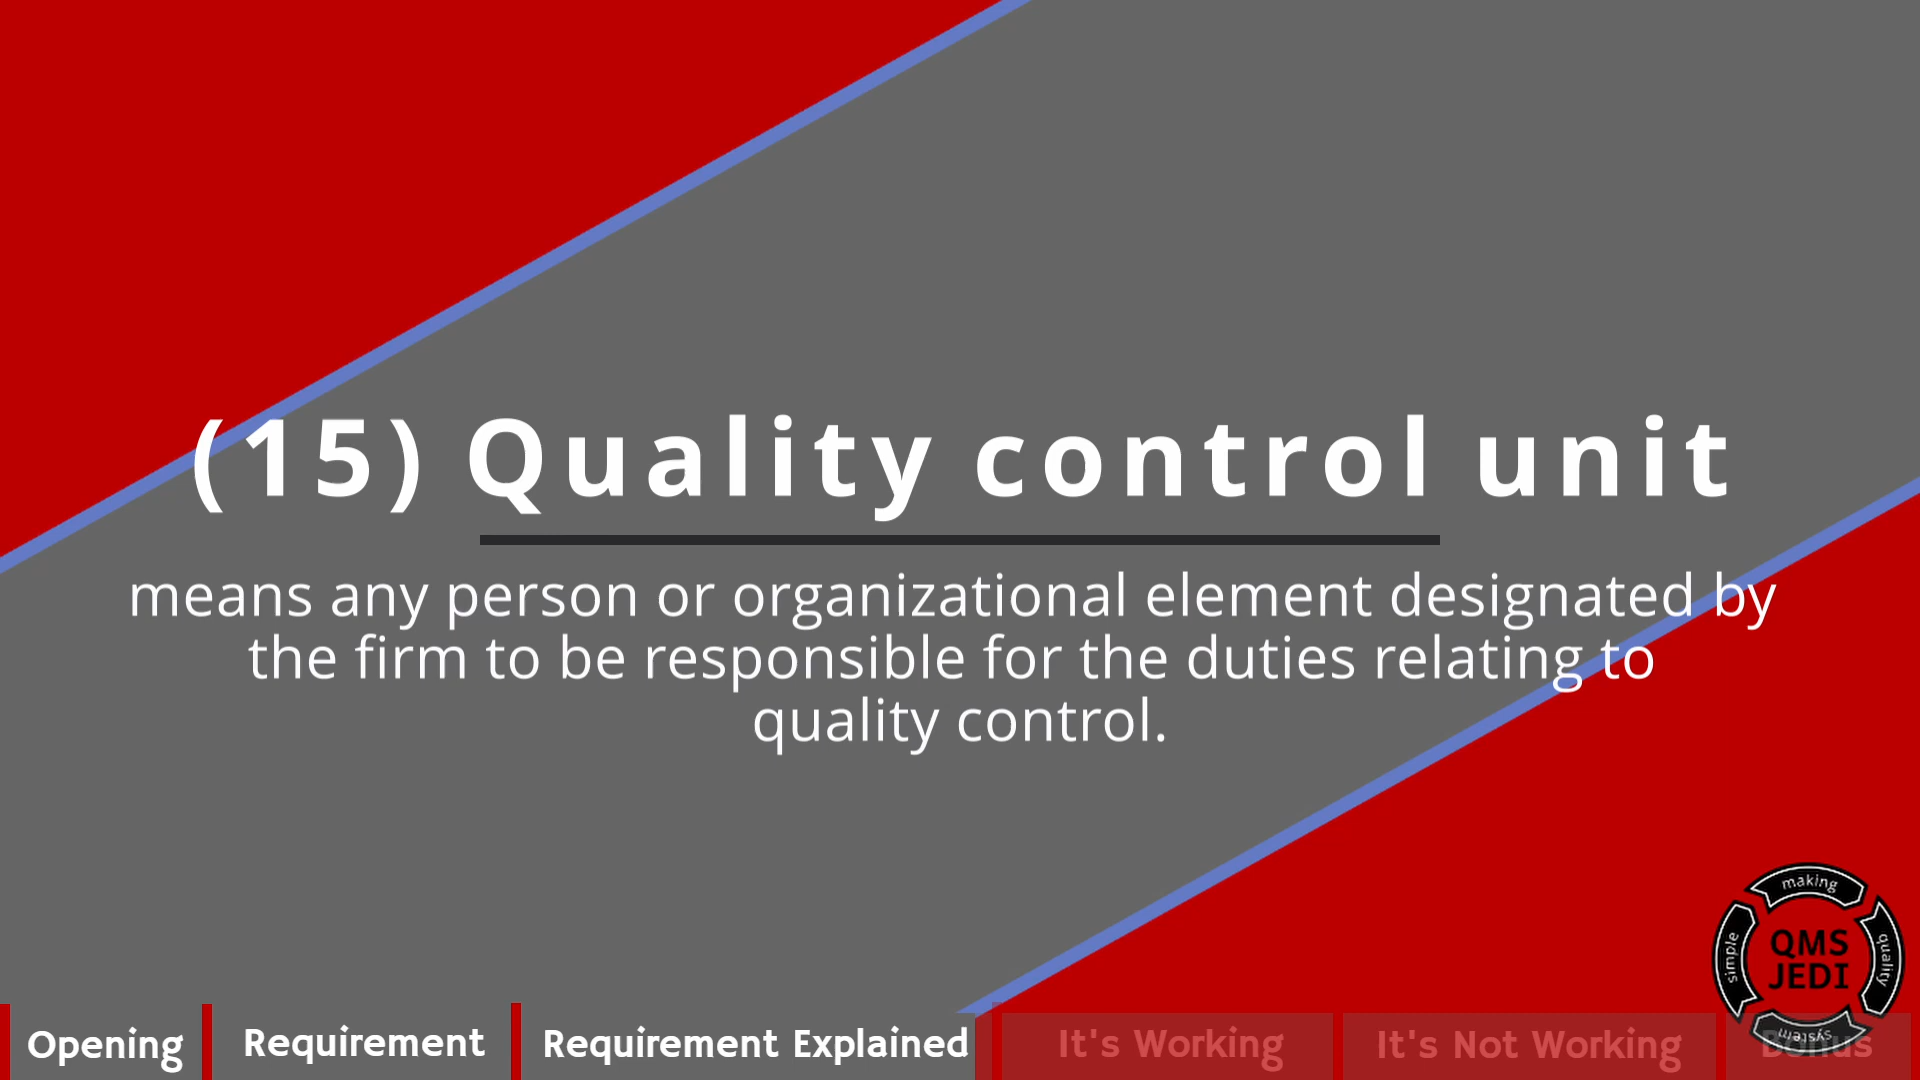 (15) Quality control unit
means any person or organizational element designated by
the firm to be responsible for the duties relating to
quality control.
making
quality
system
simple
QMS
JEDI
Opening
Requirement
Requirement Explained
It's Working
It's Not Working
Bonus